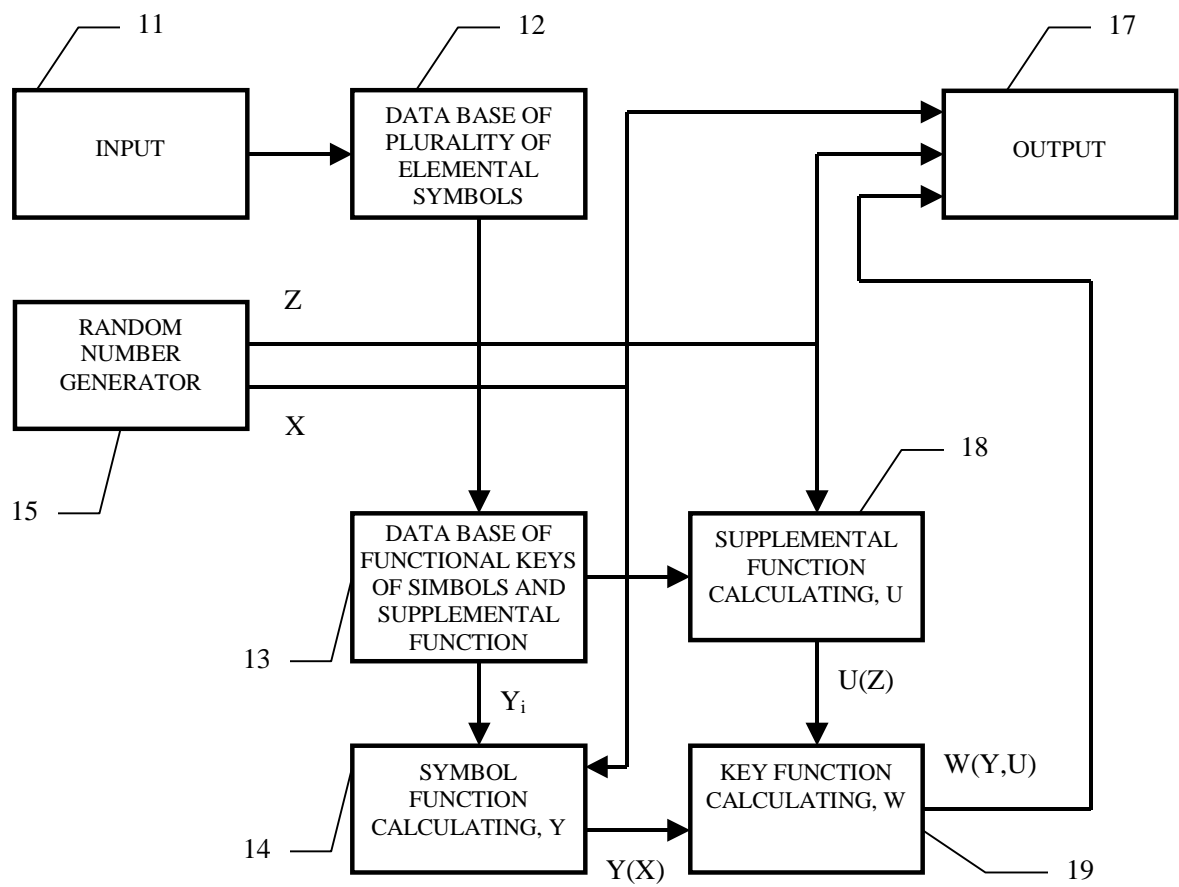 11
12
17
INPUT
DATA BASE OF
PLURALITY OF
ELEMENTAL
SYMBOLS
OUTPUT
Z
RANDOM
NUMBER
GENERATOR
X
15
18
DATA BASE OF
FUNCTIONAL KEYS
OF SIMBOLS AND
SUPPLEMENTAL
FUNCTION
SUPPLEMENTAL
FUNCTION
CALCULATING, U
13
Yi
U(Z)
SYMBOL
FUNCTION
CALCULATING, Y
KEY FUNCTION
CALCULATING, W
W(Y,U)
14
Y(X)
19